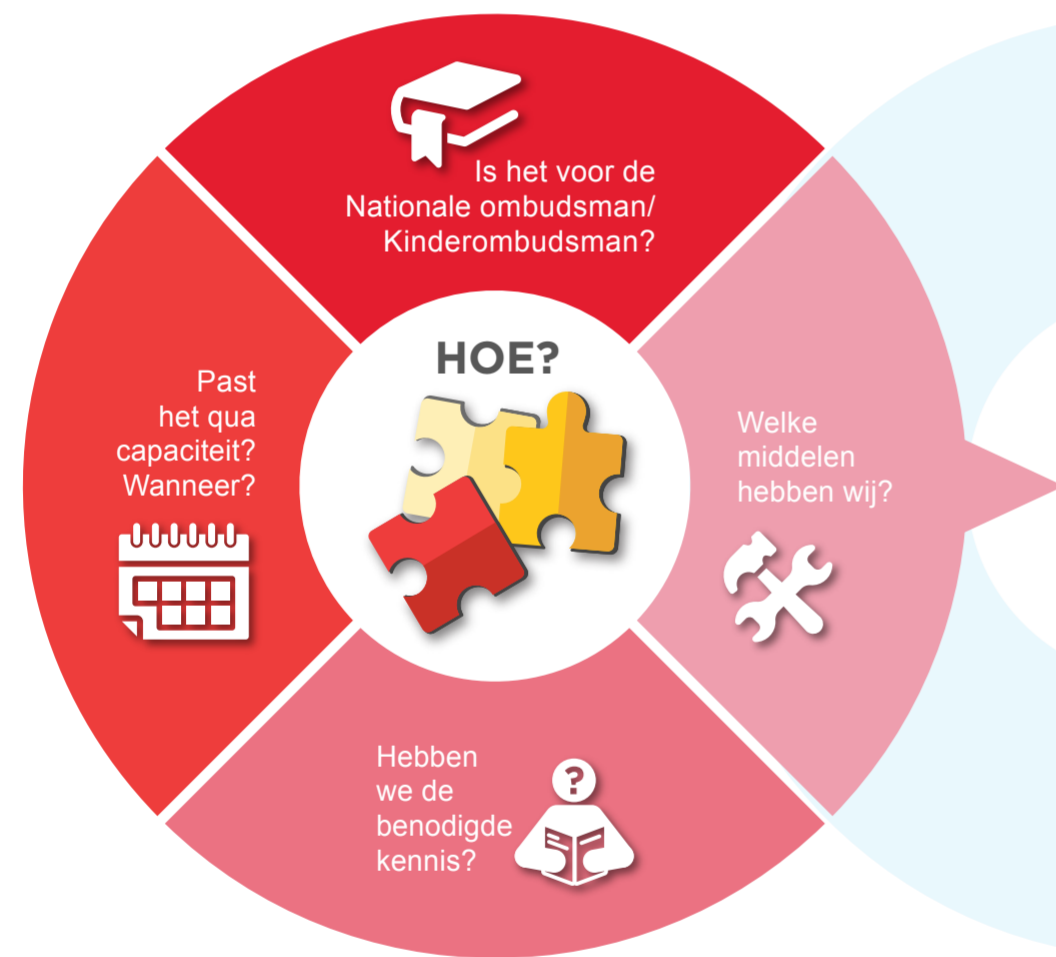 Is het voor de
Nationale ombudsman/
Kinderombudsman?
HOE?
Past
het qua
capaciteit?
Wanneer?
Welke
middelen
hebben wij?
Hebben
we de
benodigde
kennis?
?